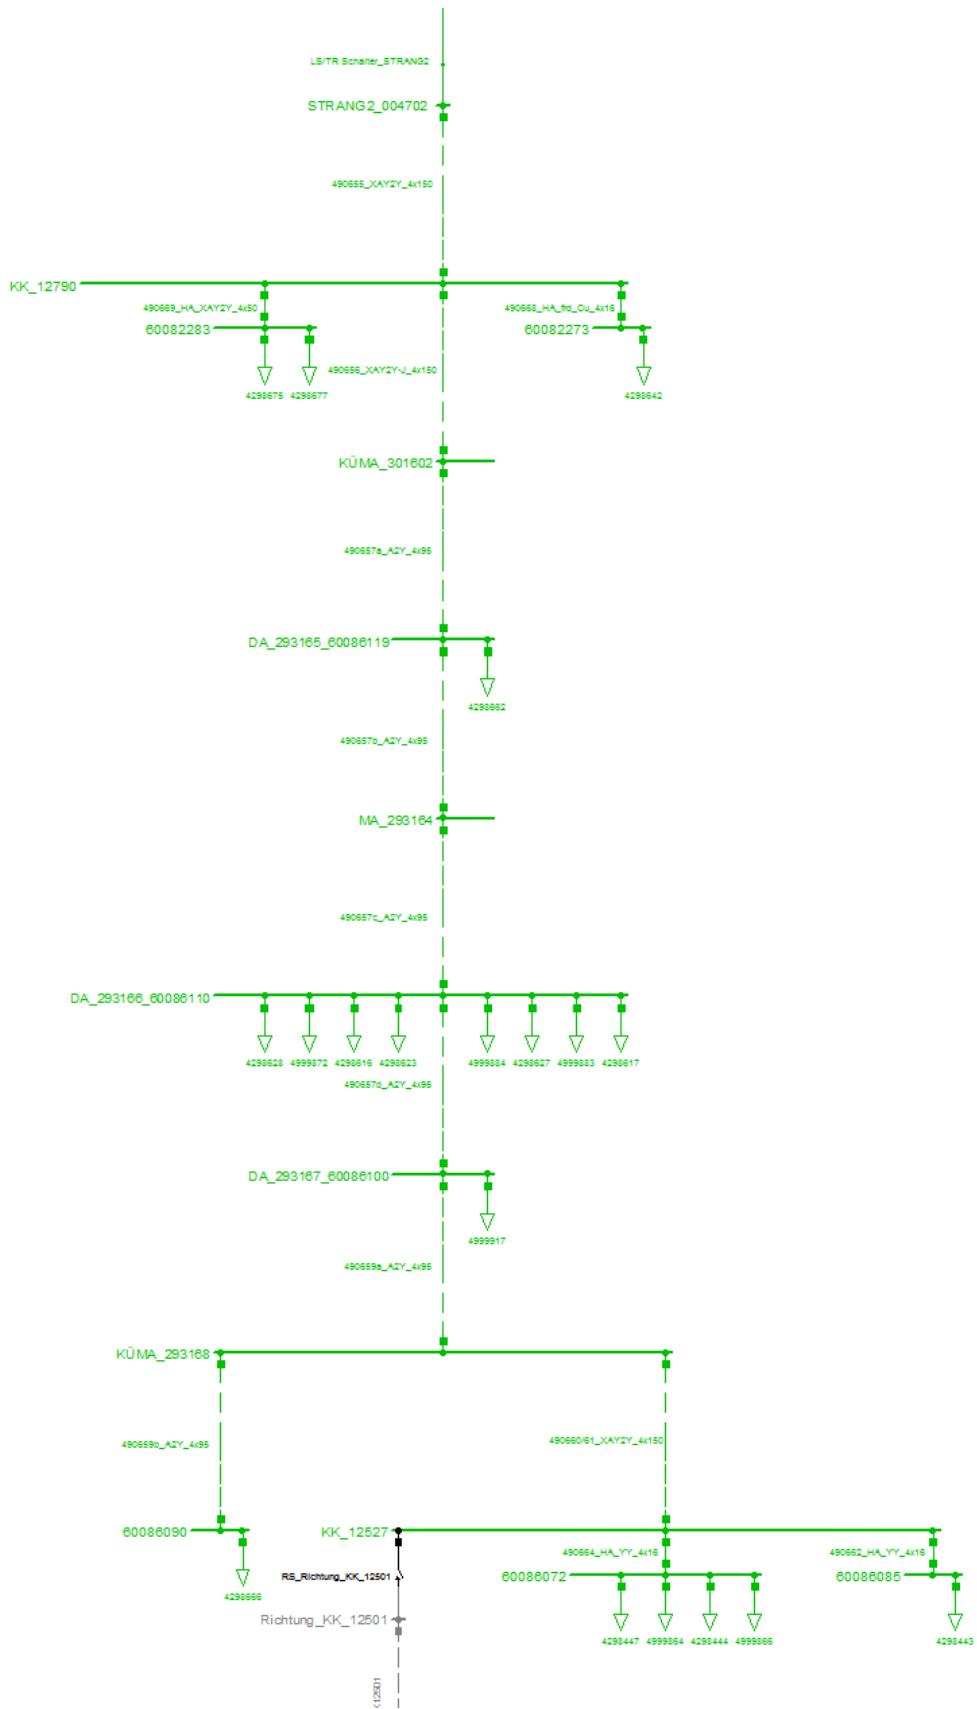 LS/TR Schalter_STRANG2
STRANG2_004702
490655_XAY2Y_4x150
KK_12790
490669_HA_XAY2Y_4x50
490668_HA_frd_Cu_4x16
60082283
60082273
490656_XAY2Y-J_4x150
4298675
4298677
4298642
KÜMA_301602
490657a_A2Y_4x95
DA_293165_60086119
4298662
490657b_A2Y_4x95
MA_293164
490657c_A2Y_4x95
DA_293166_60086110
4298628
4999872
4298616
4298623
4999884
4298627
4999883
4298617
490657d_A2Y_4x95
DA_293167_60086100
4999917
490659a_A2Y_4x95
KÜMA_293168
490659b_A2Y_4x95
490660/61_XAY2Y_4x150
60086090
KK_12527
490664_HA_YY_4x16
490662_HA_YY_4x16
RS_Richtung_KK_12501
60086072
60086085
4298666
Richtung_KK_12501
4298447
4999864
4298444
4999866
4298443